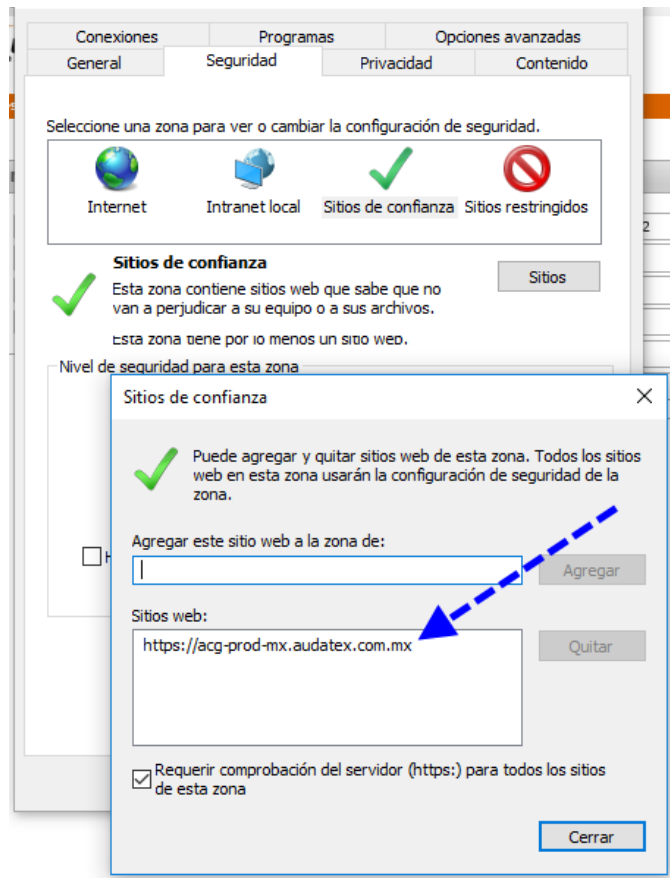 Conexiones Programas Opciones avanzadas
General Seguridad Privacidad Contenido
Seleccione una zona para ver o cambiar la configuración de seguridad.
Internet Intranet local Sitios de confianza Sitios restringidos
2
Sitios de confianza
Sitios
Esta zona contiene sitios web que sabe que no
van a perjudicar a su equipo o a sus archivos.
Esta zona tiene por lo menos un sitio web.
Nivel de seguridad para esta zona
Sitios de confianza
Puede agregar y quitar sitios web de esta zona. Todos los sitios
web en esta zona usarán la configuración de seguridad de la
zona.
Agregar este sitio web a la zona de:
Agregar
Sitios web:
https://acg-prod-mx.audatex.com.mx
Quitar
Requerir comprobación del servidor (https:) para todos los sitios
de esta zona
Cerrar